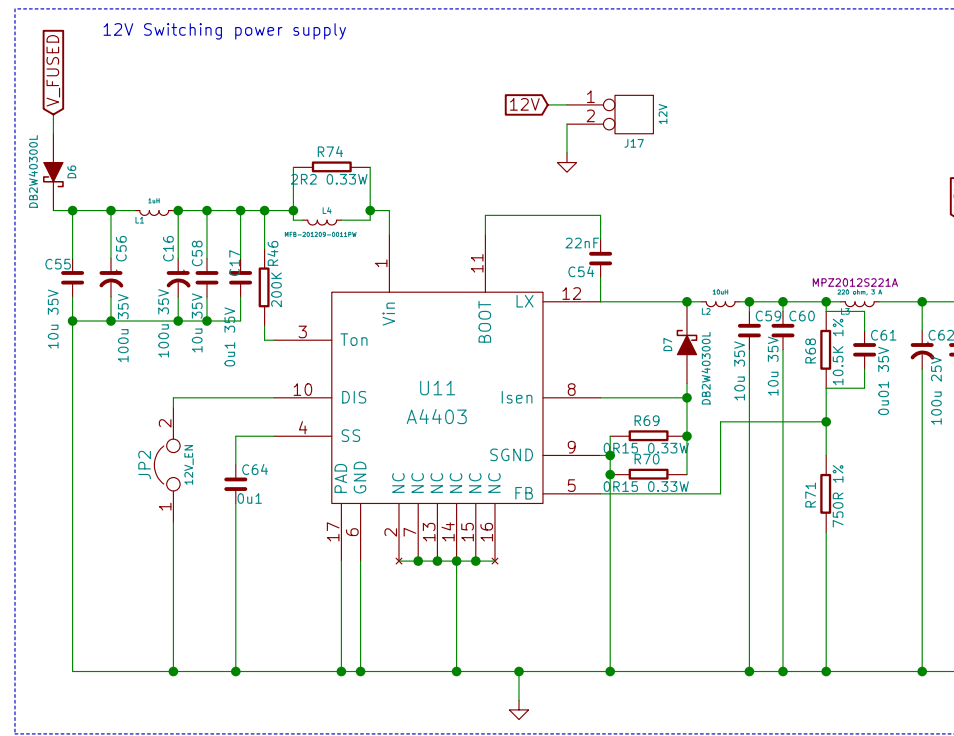 12V Switching power supply
V_FUSED
DB2W40300L
D6
12V
1
2
12V
J17
R74
2R2 0.33W
L4
MFB-201209-0011PW
1uH
L1
C55
10u 35V
C56
100u 35V
C16
100u 35V
C58
10u 35V
C17
0u1 35V
R46
200K
1
Vin
11
BOOT
22nF
C54
12
LX
3
Ton
U11
A4403
10
DIS
8
Isen
4
SS
9
SGND
5
FB
PAD
GND
NC
NC
NC
NC
NC
NC
17
6
2
7
13
14
15
16
JP2
2
1
12V_EN
C64
0u1
R69
0R15 0.33W
R70
0R15 0.33W
D7
DB2W40300L
10uH
L2
C59
10u 35V
C60
10u 35V
MPZ2012S221A
220 ohm, 3 A
L3
R68
10.5K 1%
C61
0u01 35V
C62
100u 25V
R71
750R 1%